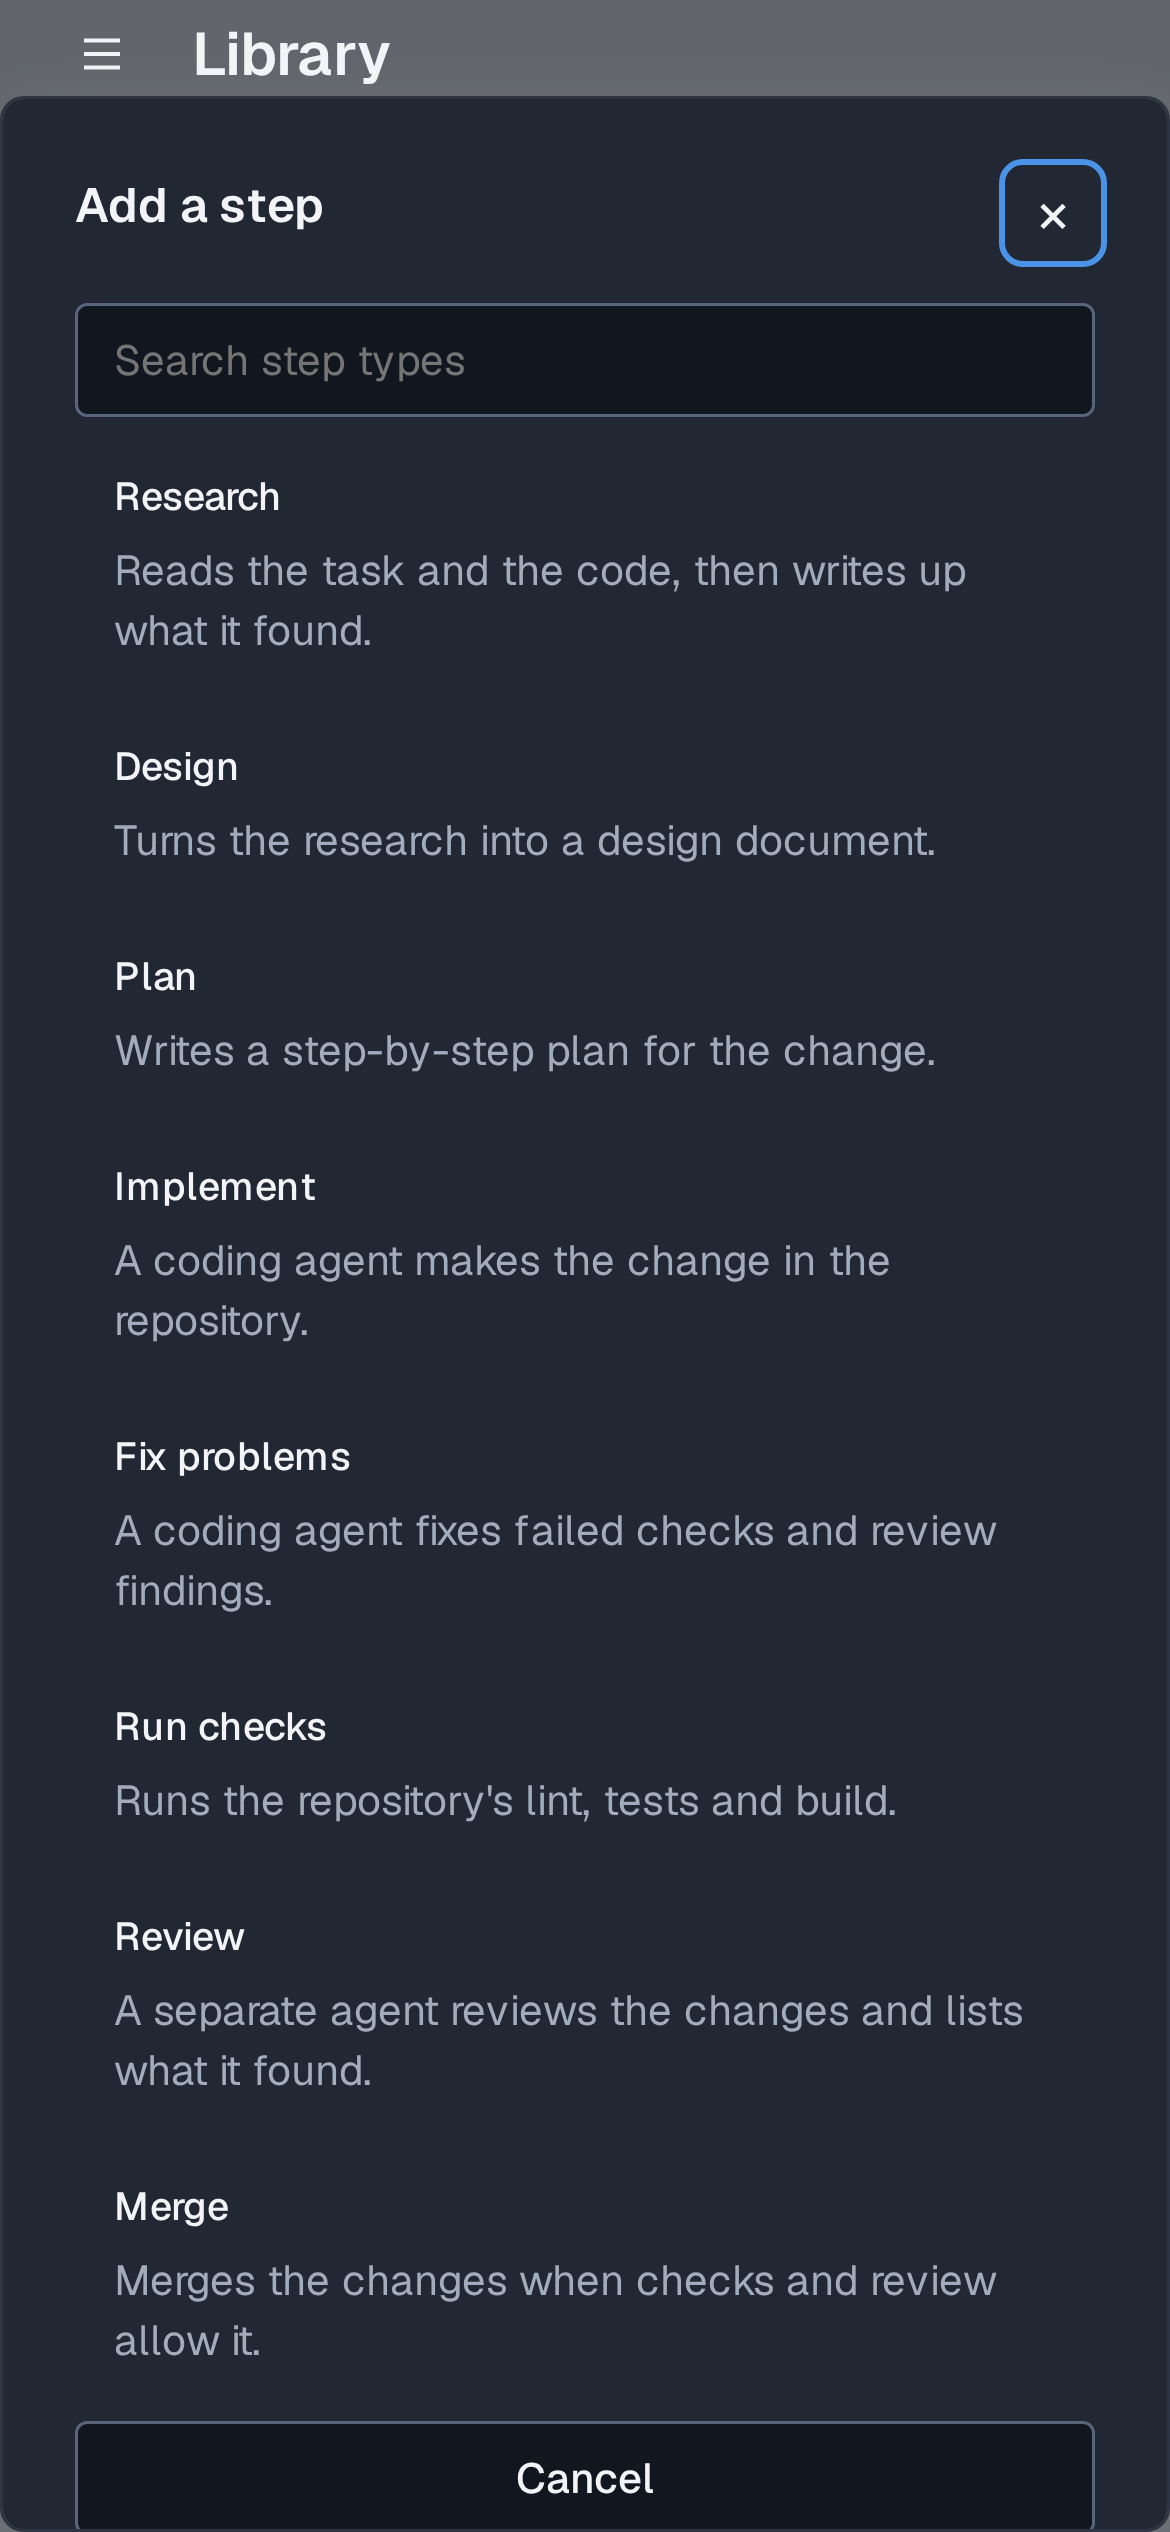 Library
Add a step
Search step types
Research
Reads the task and the code, then writes up
what it found.
Design
Turns the research into a design document.
Plan
Writes a step-by-step plan for the change.
Implement
A coding agent makes the change in the
repository.
Fix problems
A coding agent fixes failed checks and review
findings.
Run checks
Runs the repository's lint, tests and build.
Review
A separate agent reviews the changes and lists
what it found.
Merge
Merges the changes when checks and review
allow it.
Cancel